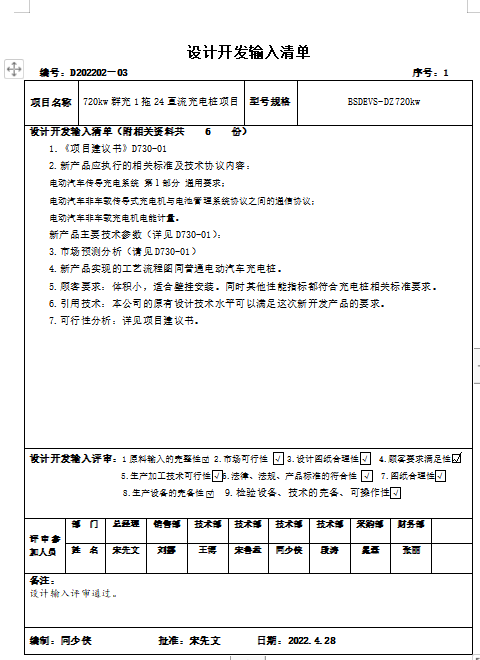 设计开发输入清单
编号：D202202－03 序号：1
项目名称 720kw 群充 1 拖 24 直流充电桩项目 型号规格 BSDEVS-DZ720kw
设计开发输入清单（附相关资料共 6 份）
1.《项目建议书》D730-01
2.新产品应执行的相关标准及技术协议内容：
电动汽车传导充电系统 第 1 部分 通用要求；
电动汽车非车载传导式充电机与电池管理系统协议之间的通信协议；
电动汽车非车载充电机电能计量。
新产品主要技术参数（详见 D730-01）：
3.市场预测分析（请见 D730-01）
4.新产品实现的工艺流程图同普通电动汽车充电桩。
5.顾客要求：体积小，适合壁挂安装。同时其他性能指标都符合充电桩相关标准要求。
6.引用技术：本公司的原有设计技术水平可以满足这次新开发产品的要求。
7.可行性分析：详见项目建议书。
设计开发输入评审：1 原料输入的完整性☑ 2.市场可行性 ☑ 3.设计图纸合理性☑ 4.顾客要求满足性☑
5.生产加工技术可行性☑ 6.法律、法规、产品标准的符合性 ☑ 7.图纸合理性☑
8.生产设备的完备性☑ 9.检验设备、技术的完备、可操作性☑
评审参加人员 部 门 总经理 销售部 技术部 技术部 技术部 技术部 采购部 财务部
姓 名 宋先文 刘 王 宋鲁 同少侠 段涛 张丽
备注：
设计输入评审通过。
编制：同少侠 批准：宋先文 日期：2022.4.28